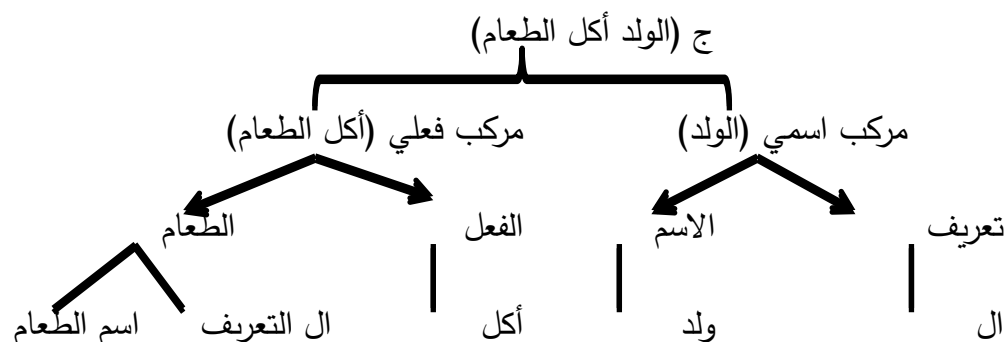 ج (الولد أكل الطعام)
مركب اسمي (الولد) مركب فعلي (أكل الطعام)
تعريف الاسم الفعل الطعام
ال ولد أكل ال التعريف اسم الطعام